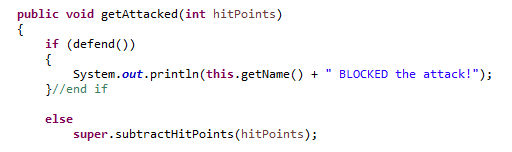 public void getAttacked(int hitPoints)
{
    if (defend())
    {
        System.out.println(this.getName() + " BLOCKED the attack!");
    }//end if

    else
        super.subtractHitPoints(hitPoints);